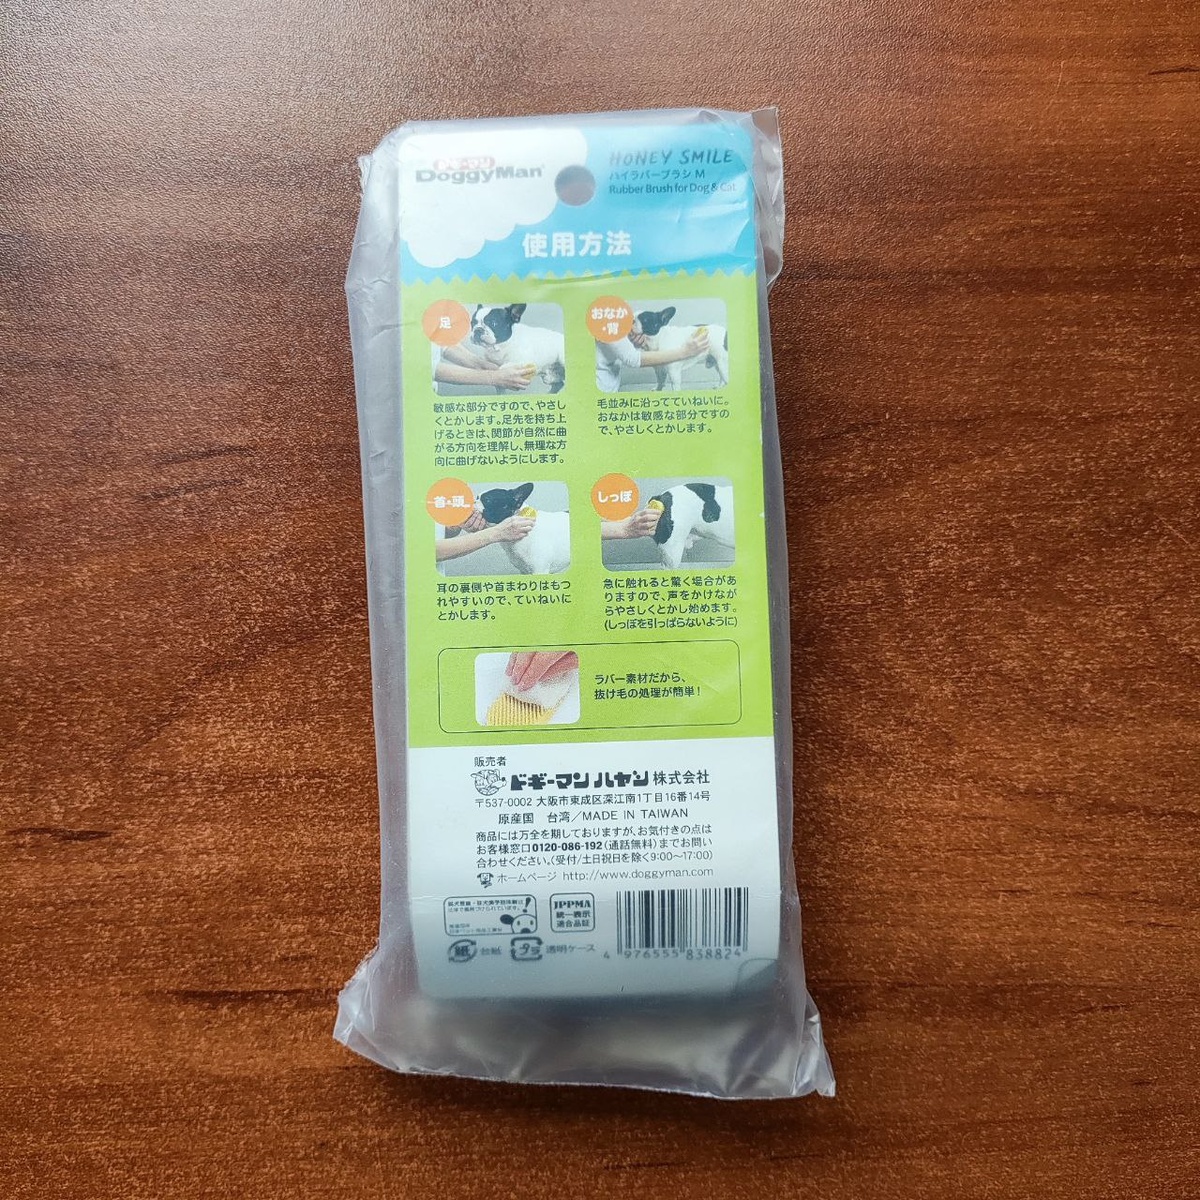 ドギーマン
DoggyMan
HONEY SMILE
ハイラバーブラシ M
Rubber Brush for Dog & Cat
使用方法
足
敏感な部分ですので、やさし
くとかします。足先を持ち上
げるときは、関節が自然に曲
がる方向を理解し、無理な方
向に曲げないようにします。
おなか
・背
毛並みに沿ってていねいに。
おなかは敏感な部分ですの
で、やさしくとかします。
首・頭
耳の裏側や首まわりはもつ
れやすいので、ていねいに
とかします。
しっぽ
急に触れると驚く場合があ
りますので、声をかけなが
らやさしくとかし始めます。
(しっぽを引っぱらないように)
ラバー素材だから、
抜け毛の処理が簡単!
販売者
ドギーマンハヤシ株式会社
〒537-0002 大阪市東成区深江南1丁目16番14号
原産国 台湾/MADE IN TAIWAN
商品には万全を期しておりますが、お気付きの点は
お客様窓口0120-086-192(通話無料)までお問い
合わせください。(受付/土日祝日を除く9:00~17:00)
ホームページ http://www.doggyman.com
JPPMA
統一表示
適合品証
紙 台紙 プラ 透明ケース
4 976555 838824